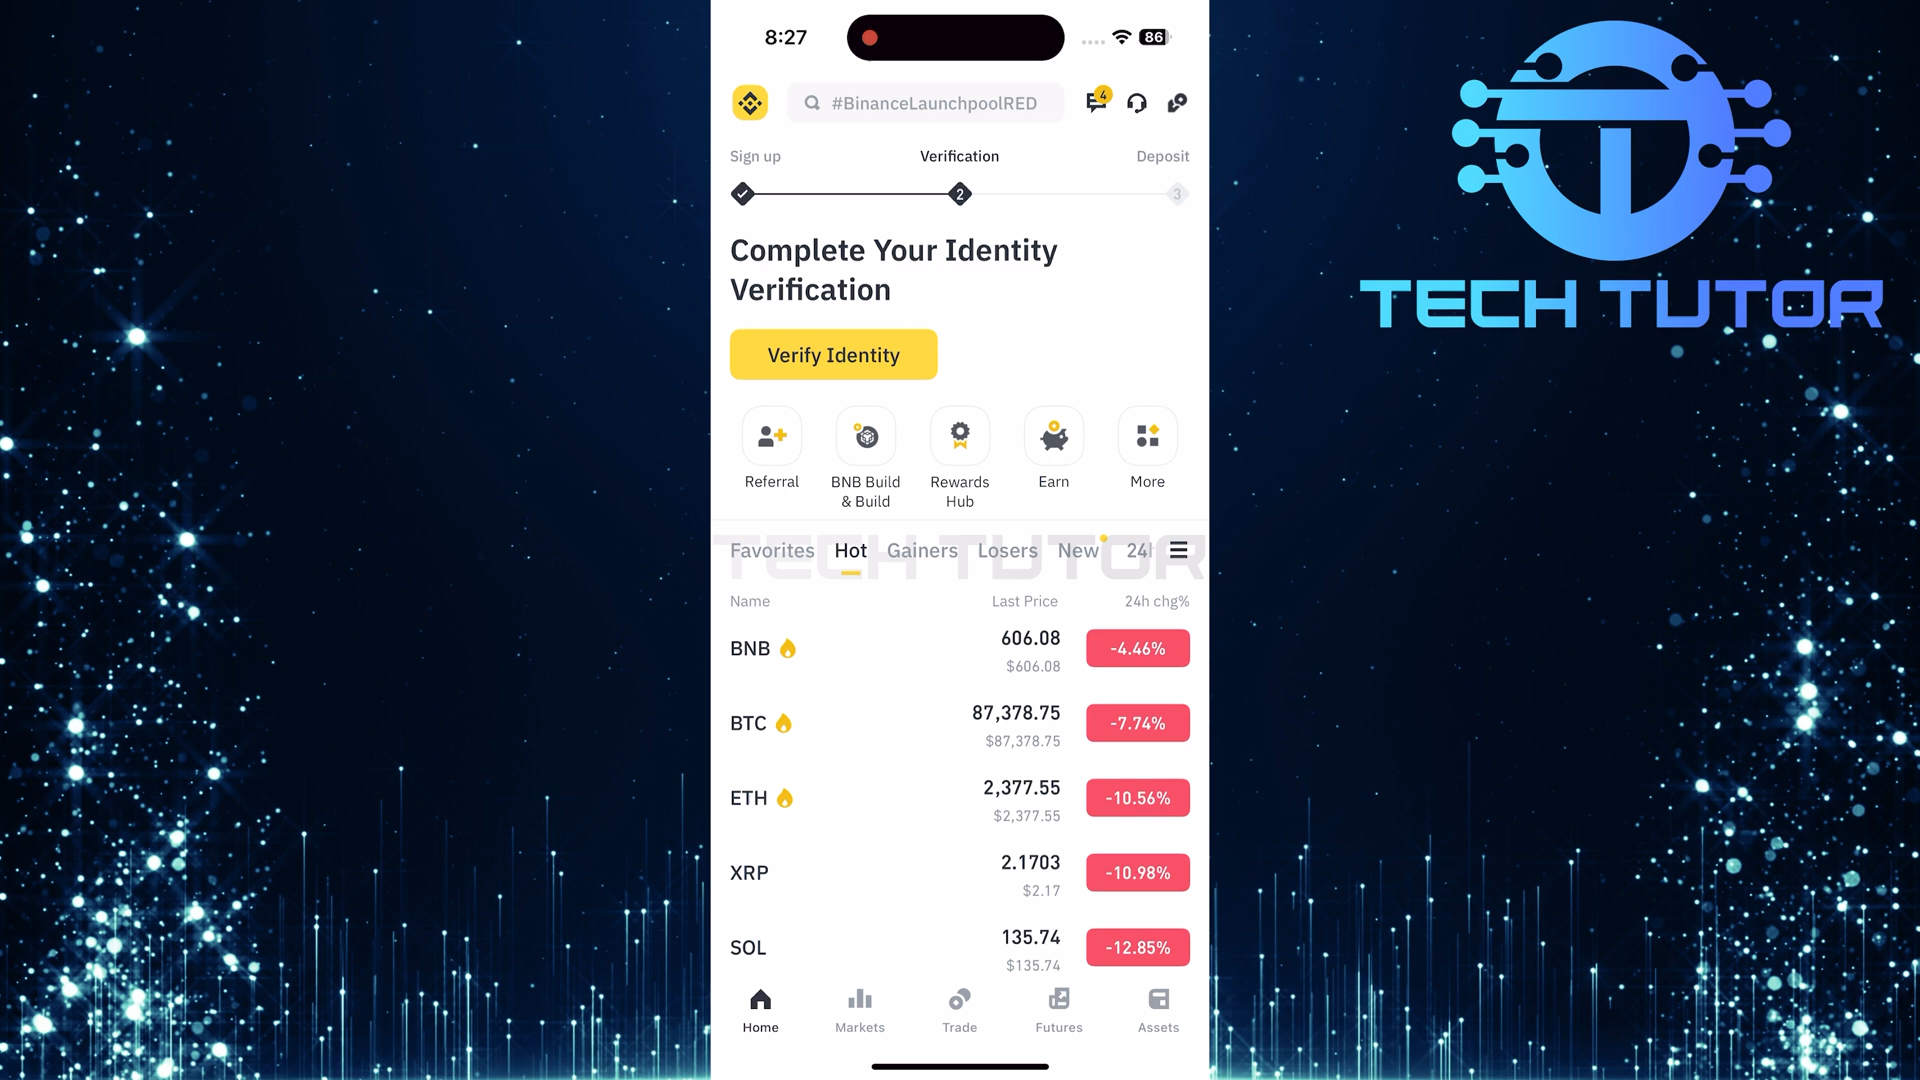 8:27
86
TECH TUTOR
#BinanceLaunchpoolRED
4
Sign up Verification Deposit
2 3
Complete Your Identity
Verification
Verify Identity
Referral BNB Build & Build Rewards Hub Earn More
TECH TUTOR
Favorites Hot Gainers Losers New 24h
Name Last Price 24h chg%
BNB 606.08 -4.46%
$606.08
BTC 87,378.75 -7.74%
$87,378.75
ETH 2,377.55 -10.56%
$2,377.55
XRP 2.1703 -10.98%
$2.17
SOL 135.74 -12.85%
$135.74
Home Markets Trade Futures Assets